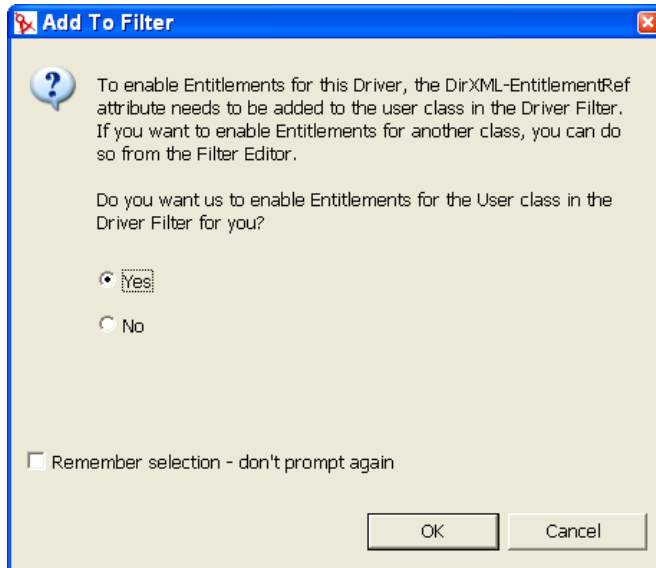 Add To Filter
To enable Entitlements for this Driver, the DirXML-EntitlementRef
attribute needs to be added to the user class in the Driver Filter.
If you want to enable Entitlements for another class, you can do
so from the Filter Editor.
Do you want us to enable Entitlements for the User class in the
Driver Filter for you?
Yes
No
Remember selection - don't prompt again
OK
Cancel